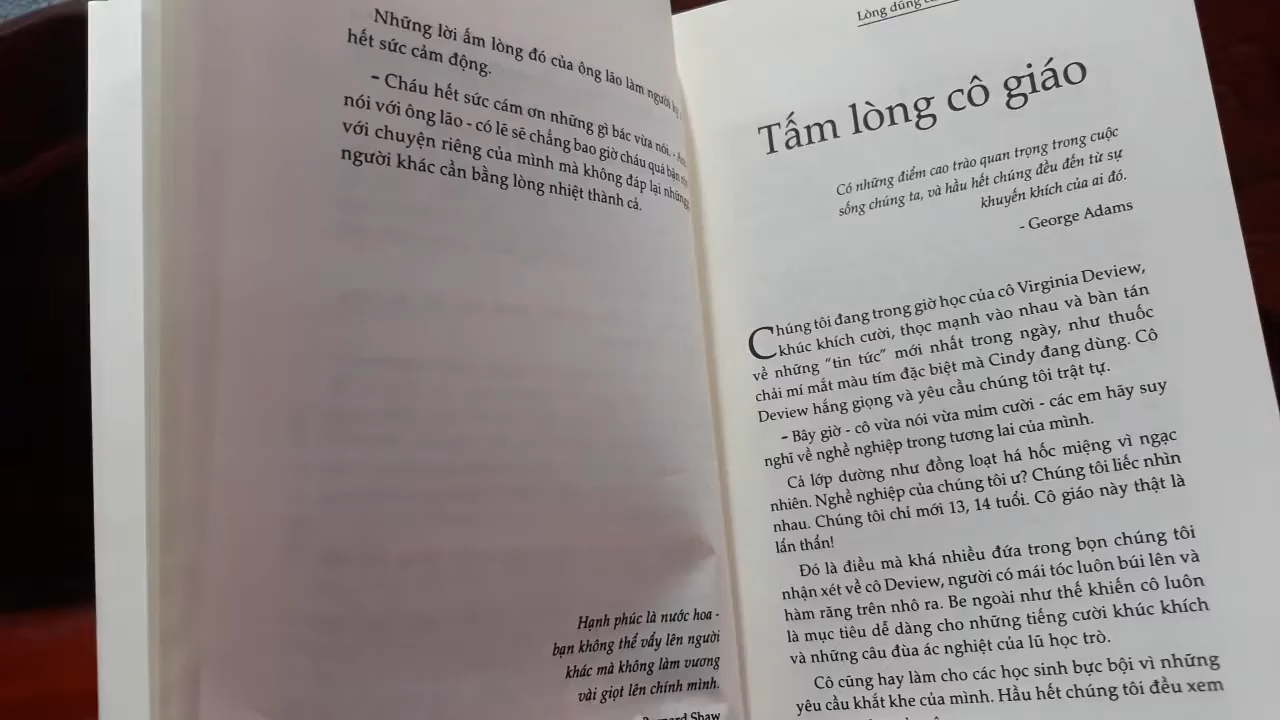 Những lời ấm lòng đó của ông lão làm người
hết sức cảm động.
– Cháu hết sức cám ơn những gì bác vừa nói. -
nói với ông lão - có lẽ sẽ chẳng bao giờ cháu quá bận
với chuyện riêng của mình mà không đáp lại những
người khác cần bằng lòng nhiệt thành cả.
Hạnh phúc là nước hoa -
bạn không thể vẩy lên người
khác mà không làm vương
vài giọt lên chính mình.
Shaw
Lòng dũng
Tấm lòng cô giáo
Có những điểm cao trào quan trọng trong cuộc
sống chúng ta, và hầu hết chúng đều đến từ sự
khuyến khích của ai đó.
- George Adams
Chúng tôi đang trong giờ học của cô Virginia Deview,
khúc khích cười, thọc mạnh vào nhau và bàn tán
về những "tin tức" mới nhất trong ngày, như thuốc
chải mí mắt màu tím đặc biệt mà Cindy đang dùng. Cô
Deview hắng giọng và yêu cầu chúng tôi trật tự.
– Bây giờ - cô vừa nói vừa mỉm cười - các em hãy suy
nghĩ về nghề nghiệp trong tương lai của mình.
Cả lớp dường như đồng loạt há hốc miệng vì ngạc
nhiên. Nghề nghiệp của chúng tôi ư? Chúng tôi liếc nhìn
nhau. Chúng tôi chỉ mới 13, 14 tuổi. Cô giáo này thật là
lẩn thẩn!
Đó là điều mà khá nhiều đứa trong bọn chúng tôi
nhận xét về cô Deview, người có mái tóc luôn búi lên và
hàm răng trên nhô ra. Be ngoài như thế khiến cô luôn
là mục tiêu dễ dàng cho những tiếng cười khúc khích
và những câu đùa ác nghiệt của lũ học trò.
Cô cũng hay làm cho các học sinh bực bội vì những
yêu cầu khắt khe của mình. Hầu hết chúng tôi đều xem